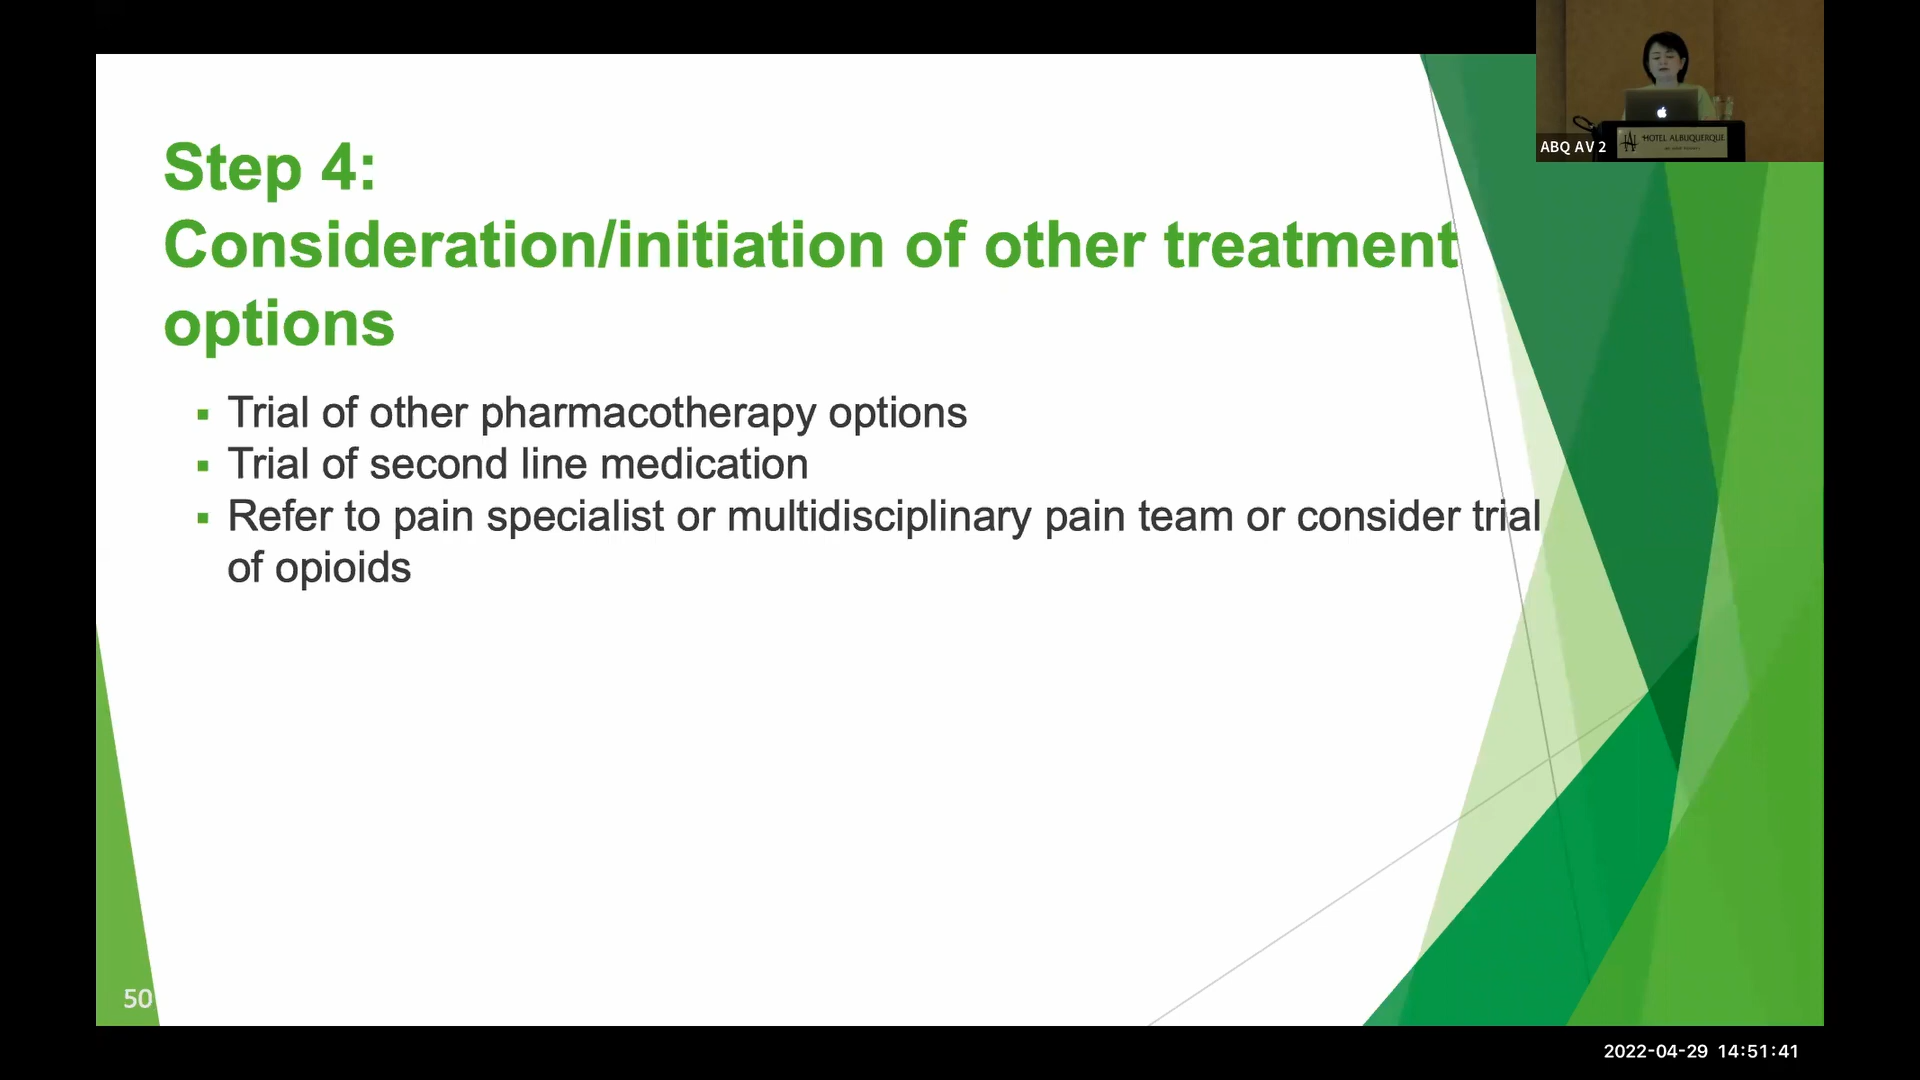 Step 4:
Consideration/initiation of other treatment
options
▪ Trial of other pharmacotherapy options
▪ Trial of second line medication
▪ Refer to pain specialist or multidisciplinary pain team or consider trial
of opioids
50
ABQ AV 2
HOTEL ALBUQUERQUE
2022-04-29 14:51:41